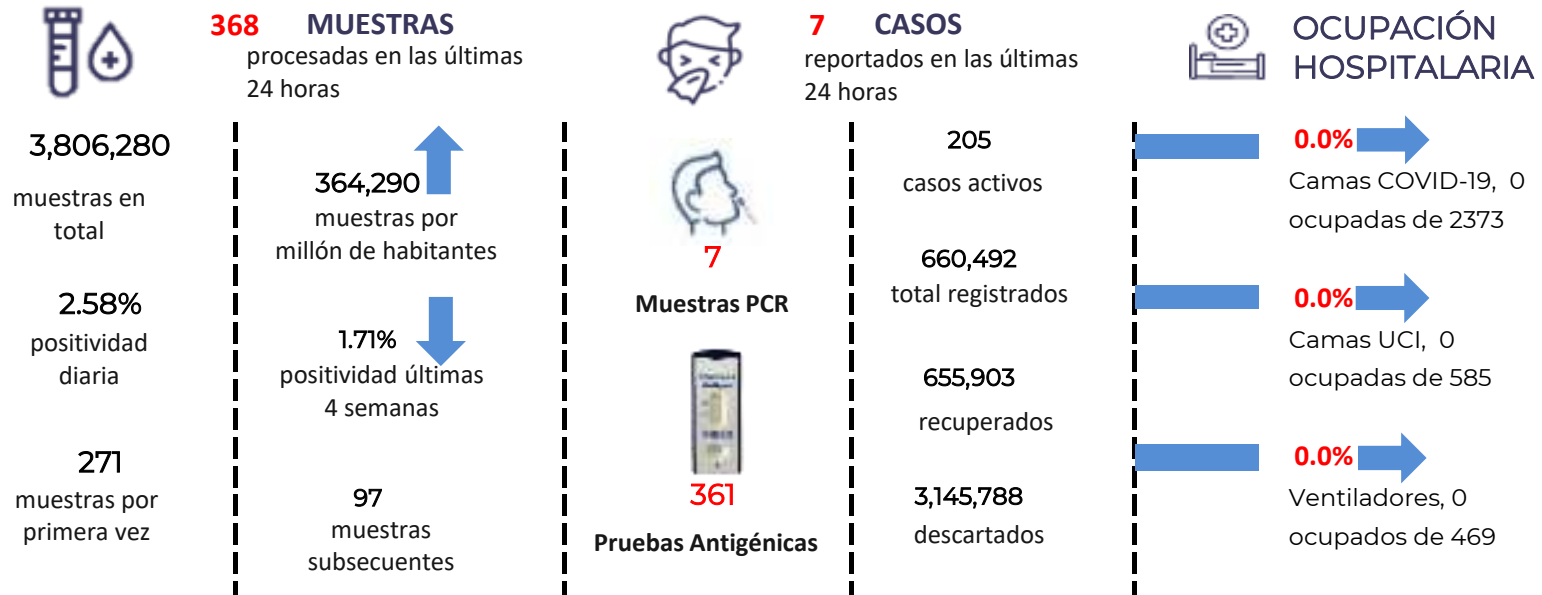 368 MUESTRAS
procesadas en las últimas
24 horas
7 CASOS
reportados en las últimas
24 horas
OCUPACIÓN
HOSPITALARIA
3,806,280
muestras en
total
2.58%
positividad
diaria
271
muestras por
primera vez
364,290
muestras por
millón de habitantes
1.71%
positividad últimas
4 semanas
97
muestras
subsecuentes
7
Muestras PCR
361
Pruebas Antigénicas
205
casos activos
660,492
total registrados
655,903
recuperados
3,145,788
descartados
0.0%
Camas COVID-19, 0
ocupadas de 2373
0.0%
Camas UCI, 0
ocupadas de 585
0.0%
Ventiladores, 0
ocupados de 469